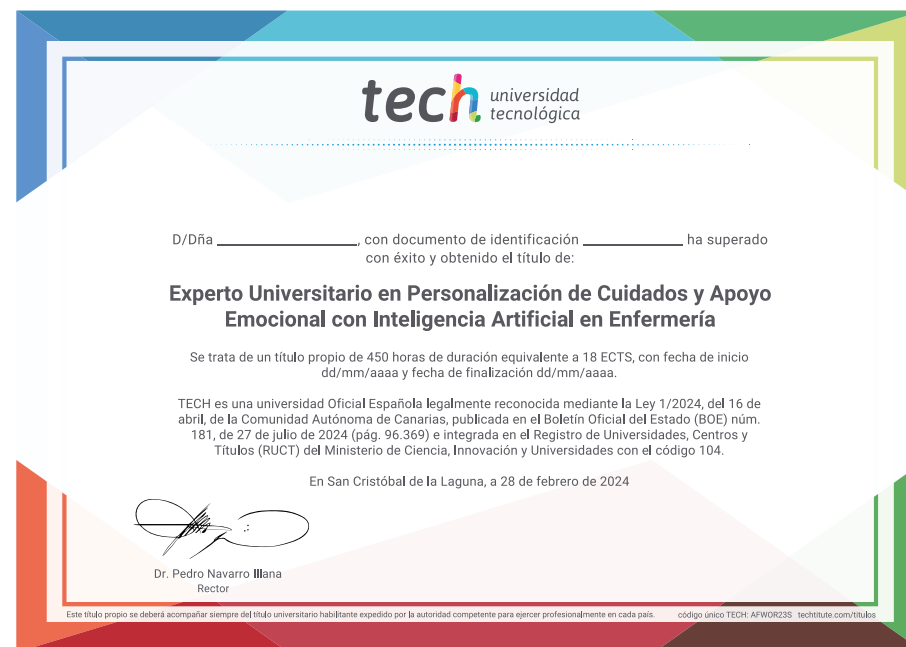 tech universidad
tecnológica
D/Dña ____________, con documento de identificación ____________ ha superado
con éxito y obtenido el título de:
Experto Universitario en Personalización de Cuidados y Apoyo
Emocional con Inteligencia Artificial en Enfermería
Se trata de un título propio de 450 horas de duración equivalente a 18 ECTS, con fecha de inicio
dd/mm/aaaa y fecha de finalización dd/mm/aaaa.
TECH es una universidad Oficial Española legalmente reconocida mediante la Ley 1/2024, del 16 de
abril, de la Comunidad Autónoma de Canarias, publicada en el Boletín Oficial del Estado (BOE) núm.
181, de 27 de julio de 2024 (pág. 96.369) e integrada en el Registro de Universidades, Centros y
Títulos (RUCT) del Ministerio de Ciencia, Innovación y Universidades con el código 104.
En San Cristóbal de la Laguna, a 28 de febrero de 2024
Dr. Pedro Navarro Illana
Rector
Este título propio se deberá acompañar siempre del título universitario habilitante expedido por la autoridad competente para ejercer profesionalmente en cada país. código único TECH: AFWOR23S techtitute.com/titulos